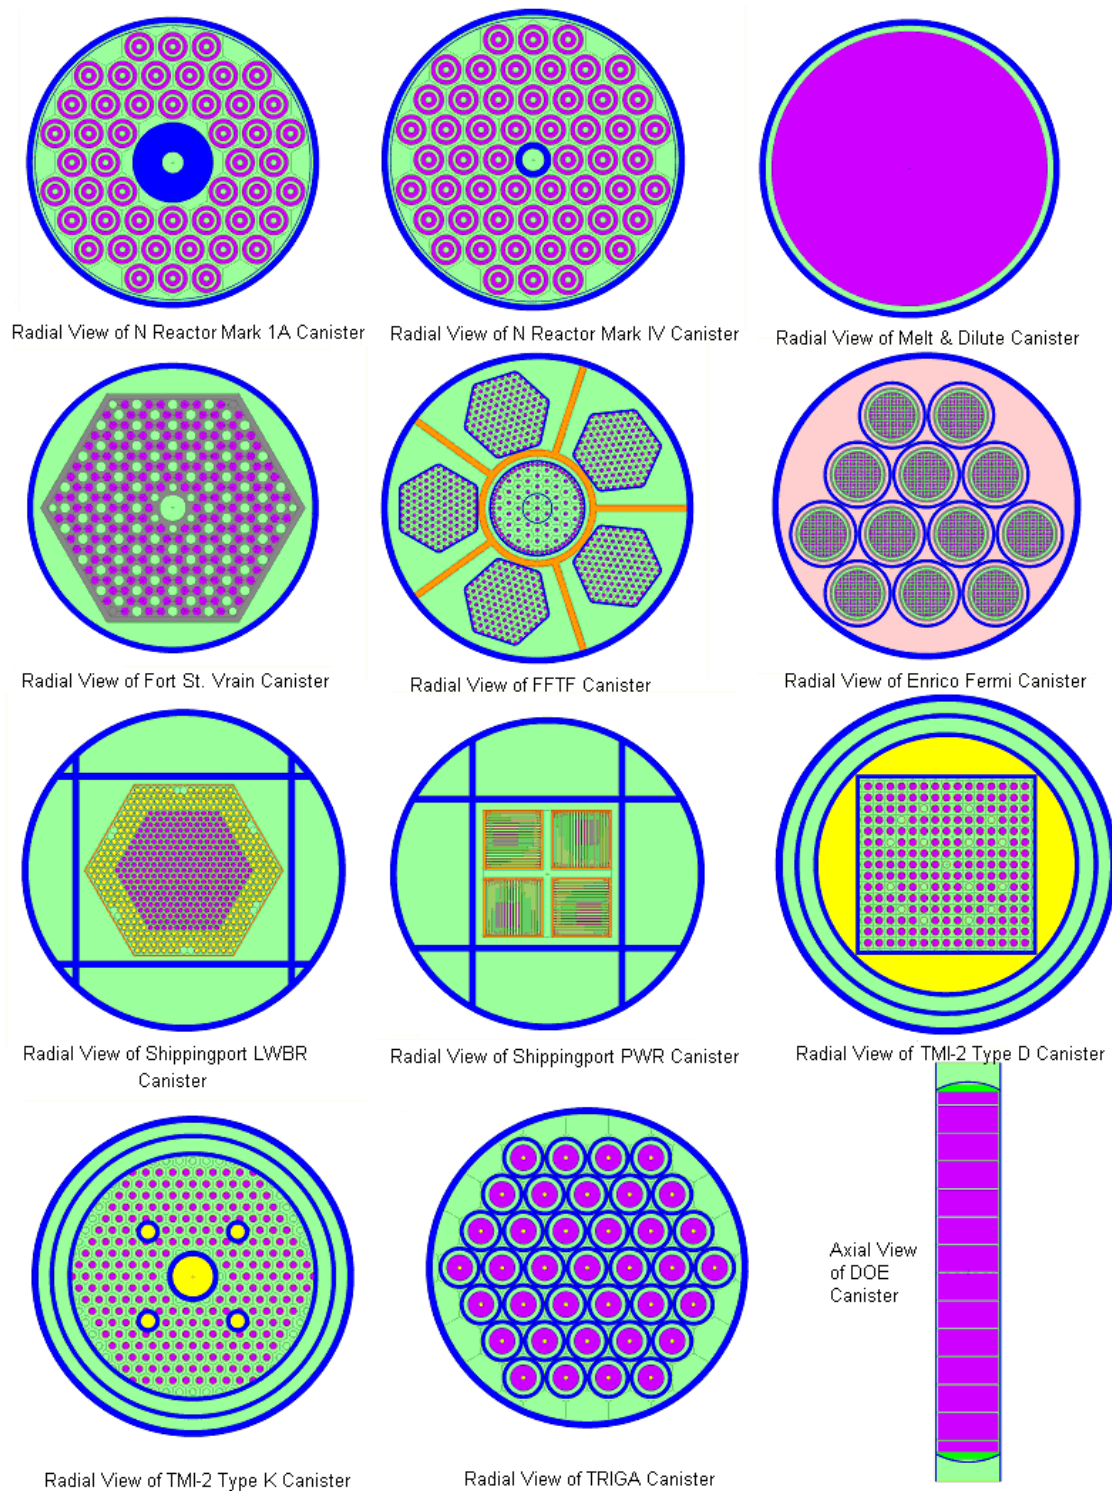 Radial View of N Reactor Mark 1A Canister
Radial View of N Reactor Mark IV Canister
Radial View of Melt & Dilute Canister
Radial View of Fort St. Vrain Canister
Radial View of FFTF Canister
Radial View of Enrico Fermi Canister
Radial View of Shippingport LWBR
Canister
Radial View of Shippingport PWR Canister
Radial View of TMI-2 Type D Canister
Axial View
of DOE
Canister
Radial View of TMI-2 Type K Canister
Radial View of TRIGA Canister